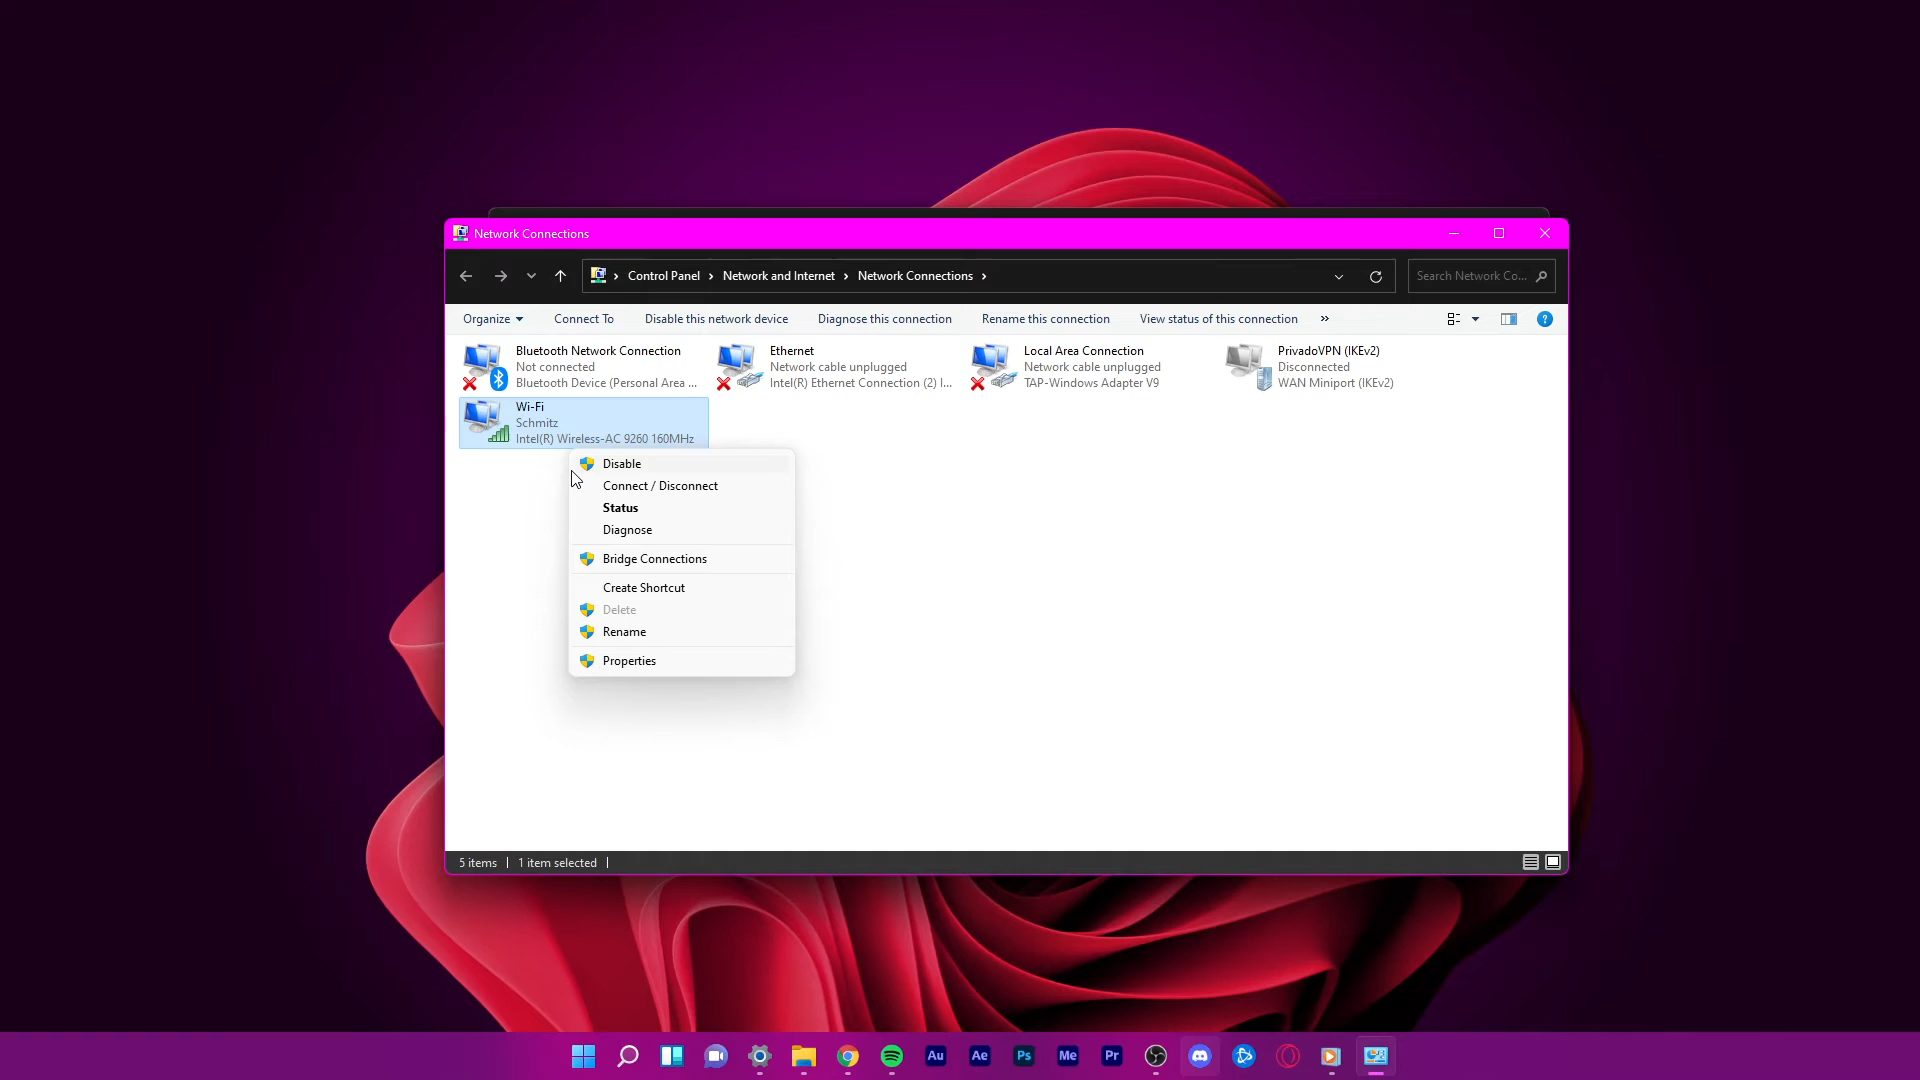 Network Connections
Control Panel
Network and Internet
Network Connections
Search Network Co...
Organize
Connect To
Disable this network device
Diagnose this connection
Rename this connection
View status of this connection
»
Bluetooth Network Connection
Not connected
Bluetooth Device (Personal Area ...
Ethernet
Network cable unplugged
Intel(R) Ethernet Connection (2) I...
Local Area Connection
Network cable unplugged
TAP-Windows Adapter V9
PrivadoVPN (IKEv2)
Disconnected
WAN Miniport (IKEv2)
Wi-Fi
Schmitz
Intel(R) Wireless-AC 9260 160MHz
Disable
Connect / Disconnect
Status
Diagnose
Bridge Connections
Create Shortcut
Delete
Rename
Properties
5 items
1 item selected
Au
Ae
Ps
Me
Pr